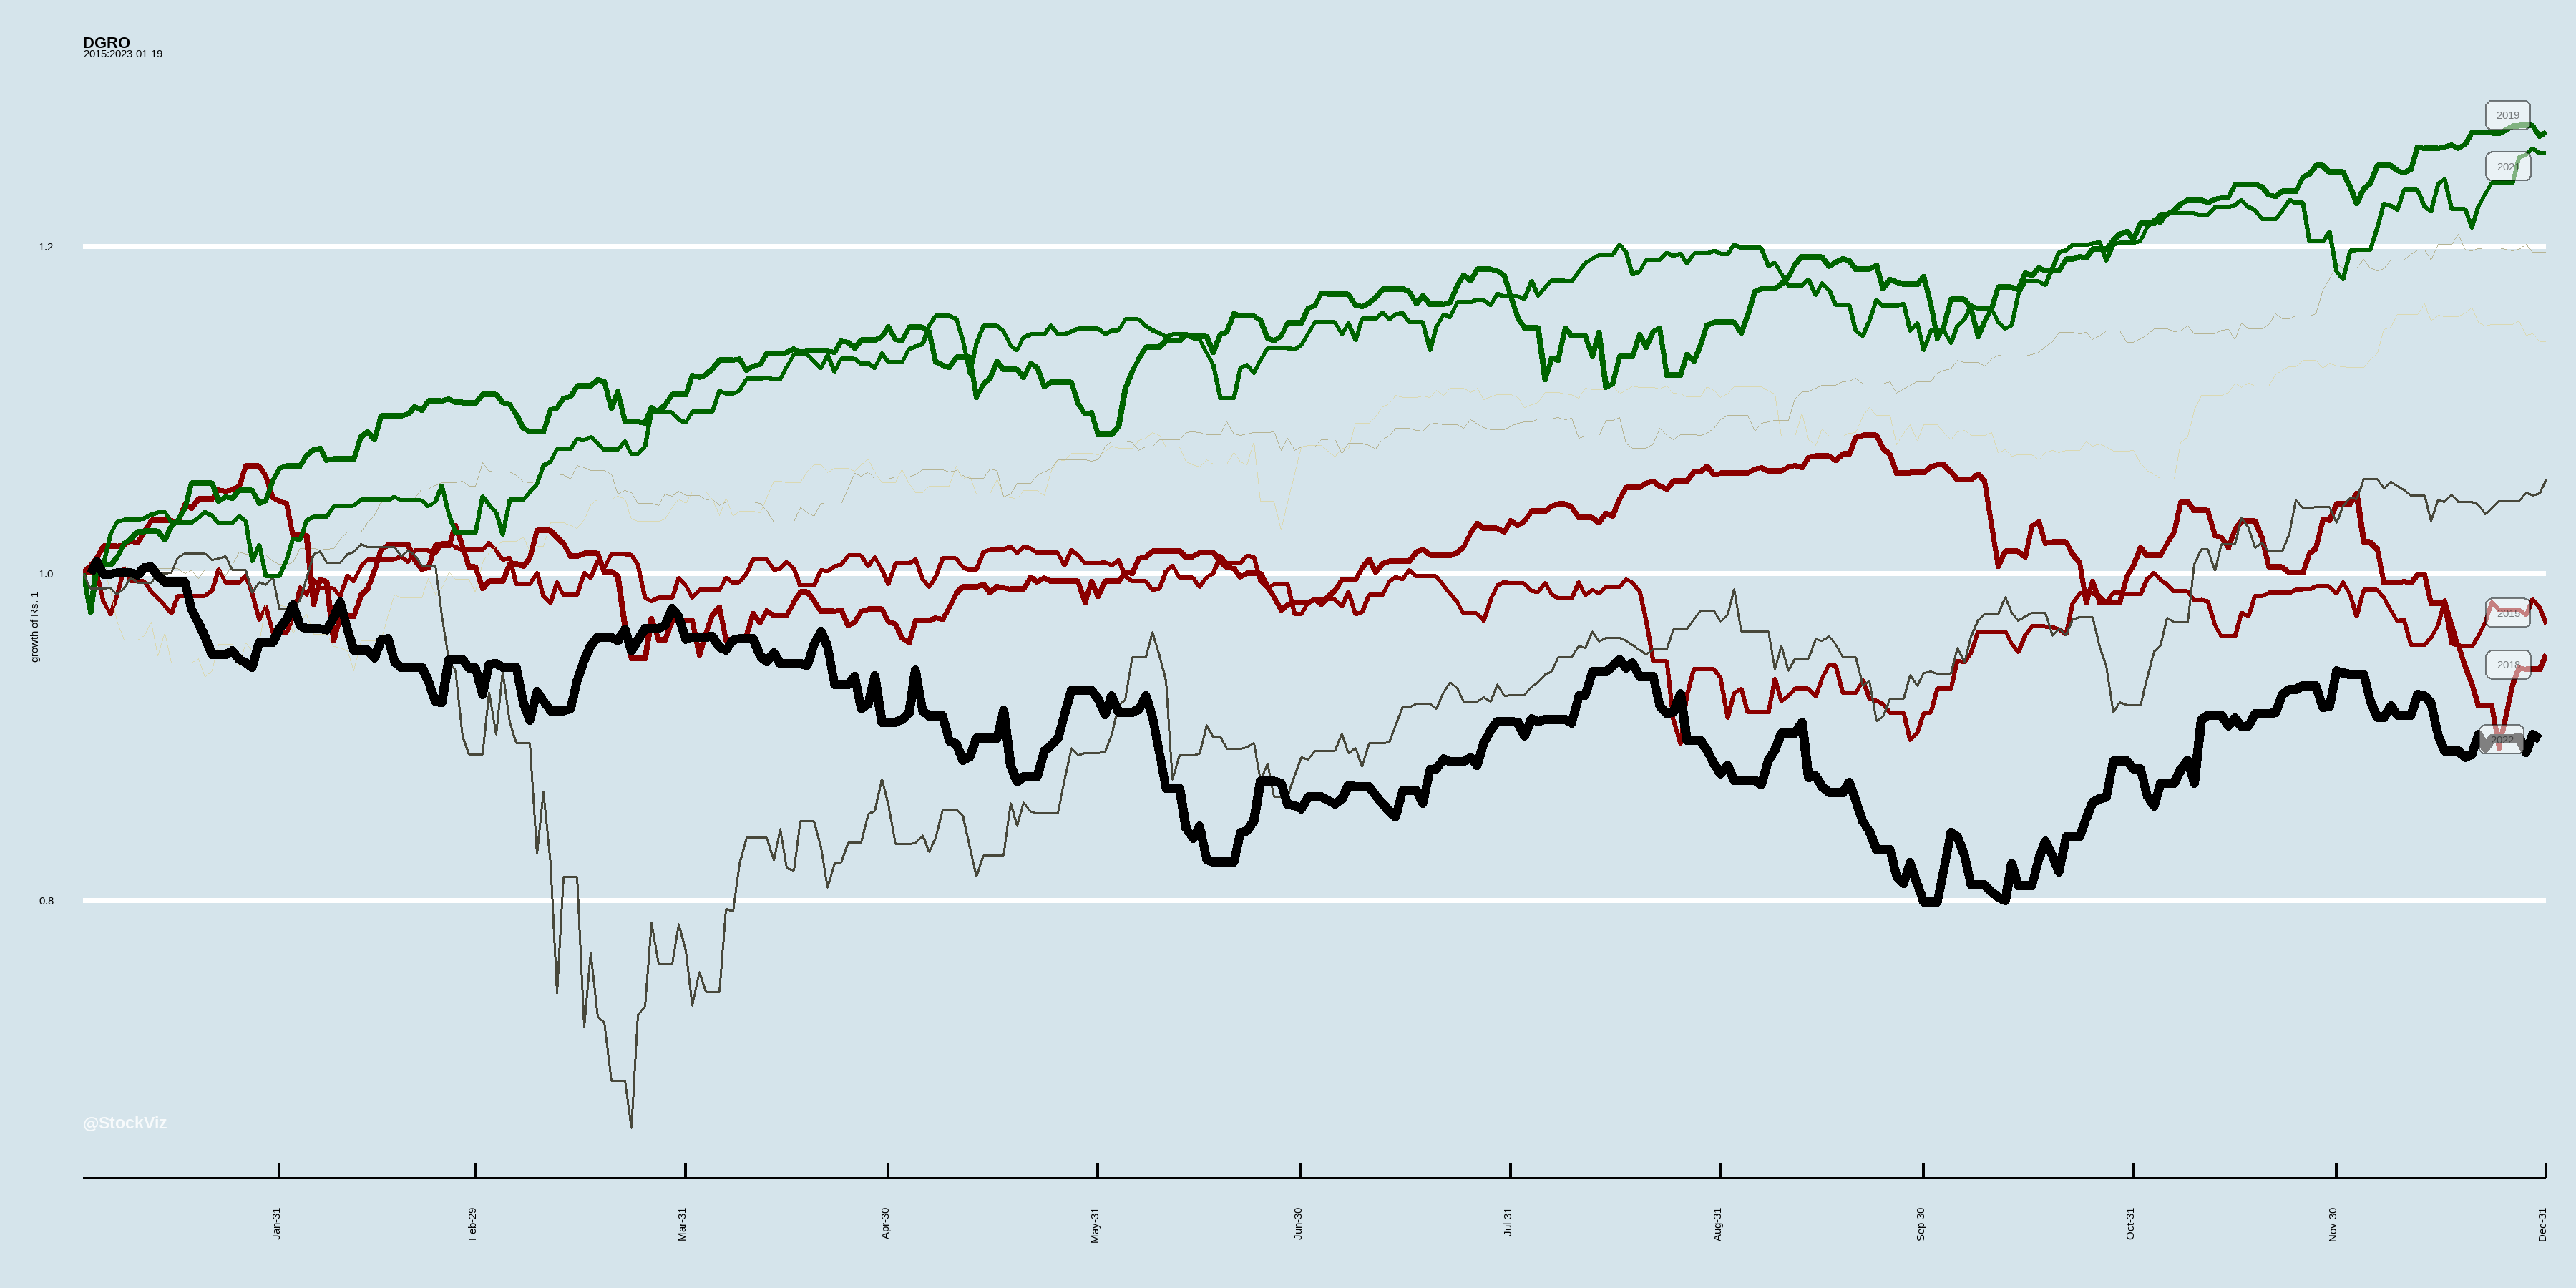 DGRO
2015:2023-01-19
2019
2021
1.2
1.0
growth of Rs. 1
2015
2018
2022
0.8
@StockViz
Jan-31
Feb-29
Mar-31
Apr-30
May-31
Jun-30
Jul-31
Aug-31
Sep-30
Oct-31
Nov-30
Dec-31